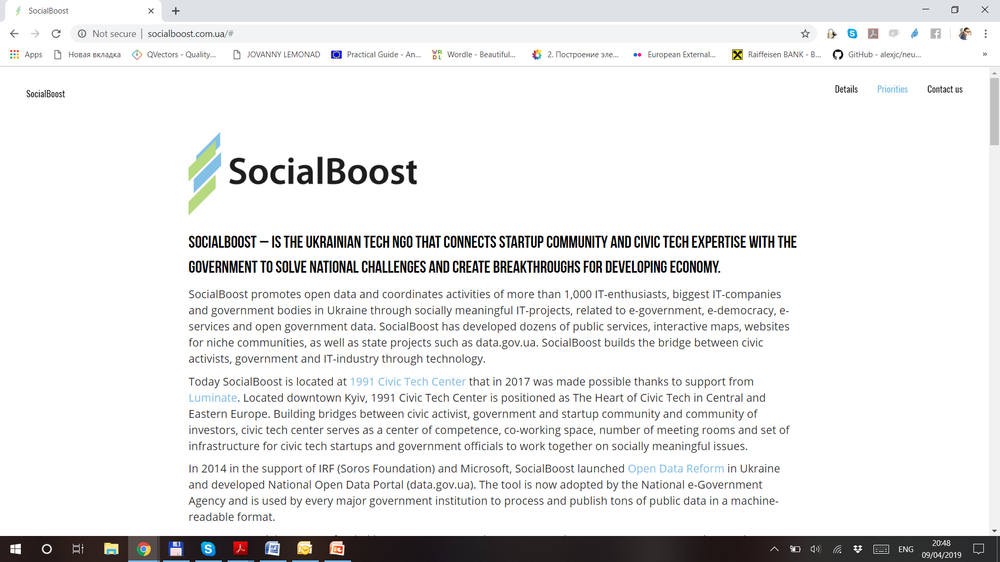 SocialBoost
Not secure | socialboost.com.ua/#
Apps Новая вкладка QVectors - Quality... JOVANNY LEMONAD Practical Guide - An... Wordle - Beautiful... 2. Построение эле... European External... Raiffeisen BANK - B... GitHub - alexjc/neu... »
SocialBoost Details Priorities Contact us
SocialBoost
SOCIALBOOST – IS THE UKRAINIAN TECH NGO THAT CONNECTS STARTUP COMMUNITY AND CIVIC TECH EXPERTISE WITH THE
GOVERNMENT TO SOLVE NATIONAL CHALLENGES AND CREATE BREAKTHROUGHS FOR DEVELOPING ECONOMY.
SocialBoost promotes open data and coordinates activities of more than 1,000 IT-enthusiasts, biggest IT-companies
and government bodies in Ukraine through socially meaningful IT-projects, related to e-government, e-democracy, e-
services and open government data. SocialBoost has developed dozens of public services, interactive maps, websites
for niche communities, as well as state projects such as data.gov.ua. SocialBoost builds the bridge between civic
activists, government and IT-industry through technology.
Today SocialBoost is located at 1991 Civic Tech Center that in 2017 was made possible thanks to support from
Luminate. Located downtown Kyiv, 1991 Civic Tech Center is positioned as The Heart of Civic Tech in Central and
Eastern Europe. Building bridges between civic activist, government and startup community and community of
investors, civic tech center serves as a center of competence, co-working space, number of meeting rooms and set of
infrastructure for civic tech startups and government officials to work together on socially meaningful issues.
In 2014 in the support of IRF (Soros Foundation) and Microsoft, SocialBoost launched Open Data Reform in Ukraine
and developed National Open Data Portal (data.gov.ua). The tool is now adopted by the National e-Government
Agency and is used by every major government institution to process and publish tons of public data in a machine-
readable format.
ENG
20:48
09/04/2019